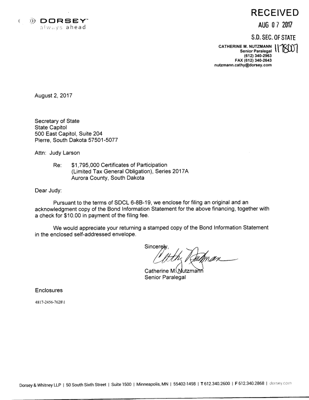 RECEIVED
DORSEY
always ahead
AUG 07 2017
S.D. SEC. OF STATE
CATHERINE M. NUTZMANN
Senior Paralegal
(612) 340-2963
FAX (612) 340-2643
nutzmann.cathy@dorsey.com
August 2, 2017
Secretary of State
State Capitol
500 East Capitol, Suite 204
Pierre, South Dakota 57501-5077
Attn: Judy Larson
Re: $1,795,000 Certificates of Participation
(Limited Tax General Obligation), Series 2017A
Aurora County, South Dakota
Dear Judy:
Pursuant to the terms of SDCL 6-8B-19, we enclose for filing an original and an
acknowledgment copy of the Bond Information Statement for the above financing, together with
a check for $10.00 in payment of the filing fee.
We would appreciate your returning a stamped copy of the Bond Information Statement
in the enclosed self-addressed envelope.
Sincerely,
Cathy Nutzmann
Catherine M. Nutzmann
Senior Paralegal
Enclosures
Dorsey & Whitney LLP | 50 South Sixth Street | Suite 1500 | Minneapolis, MN | 55402-1498 | T 612.340.2600 | F 612.340.2868 | dorsey.com